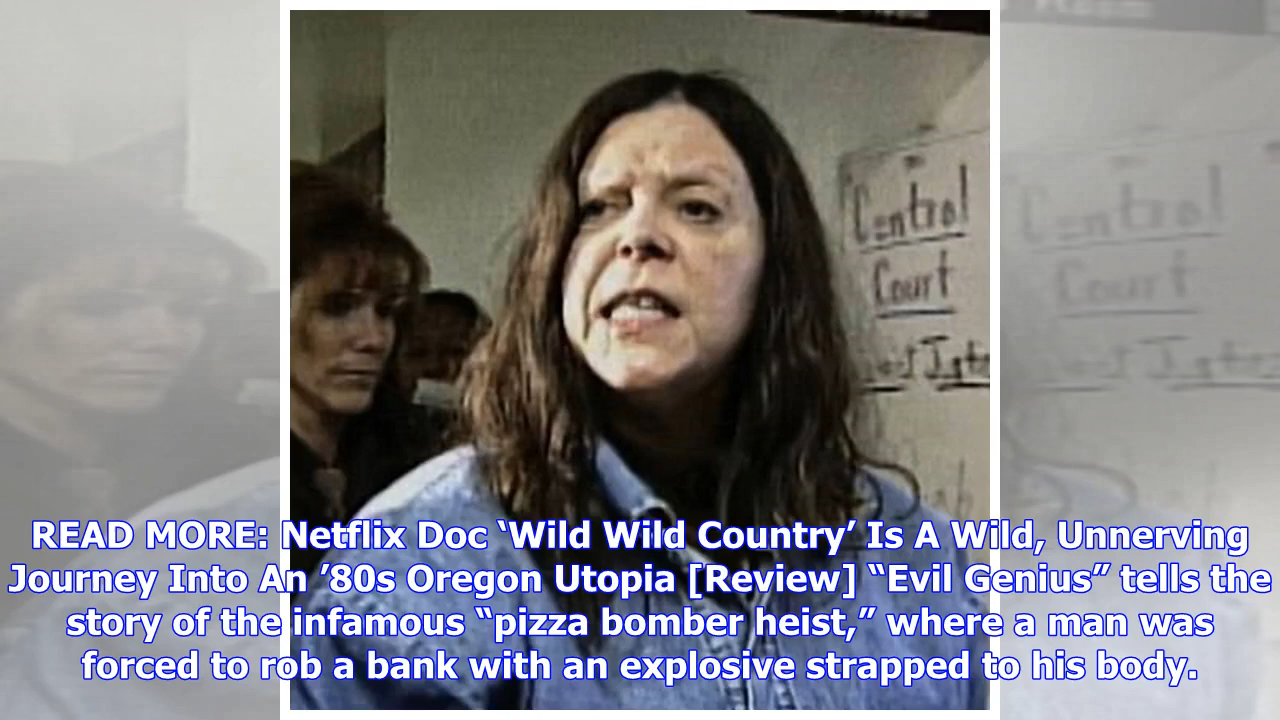 Central
Court
READ MORE: Netflix Doc ‘Wild Wild Country’ Is A Wild, Unnerving
Journey Into An ’80s Oregon Utopia [Review] “Evil Genius” tells the
story of the infamous “pizza bomber heist,” where a man was
forced to rob a bank with an explosive strapped to his body.